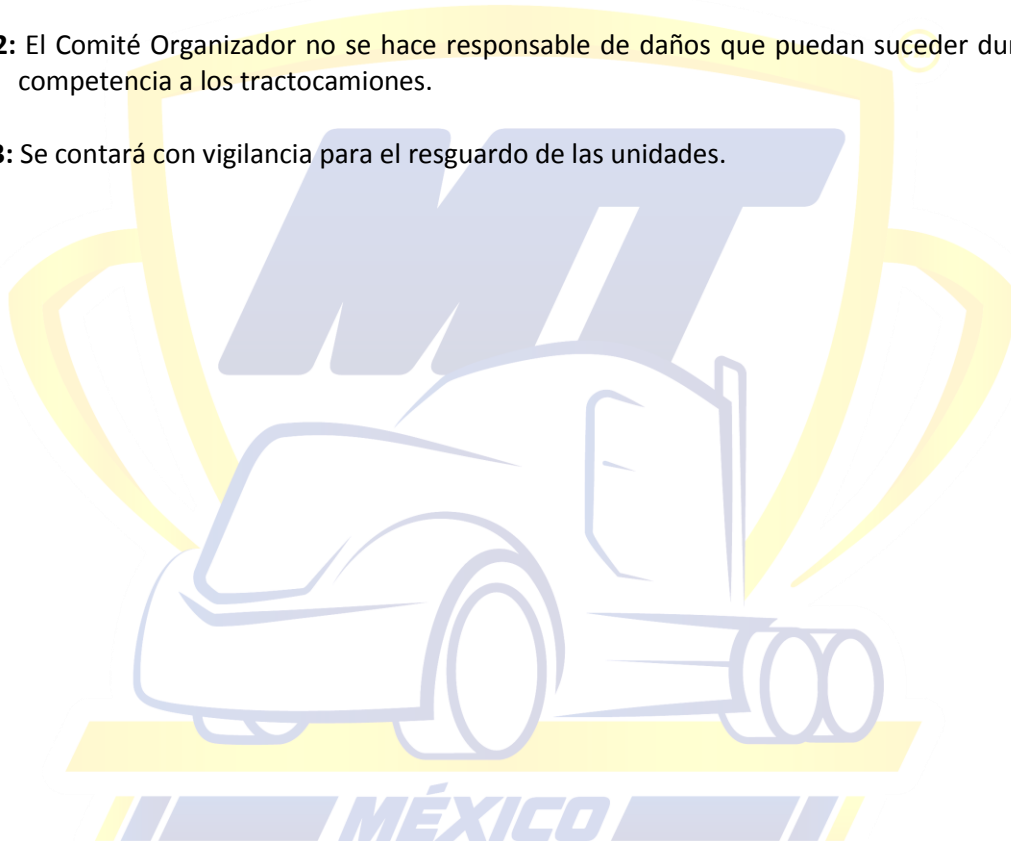 2: El Comité Organizador no se hace responsable de daños que puedan suceder
competencia a los tractocamiones.
3: Se contará con vigilancia para el resguardo de las unidades.
MT
MÉXICO